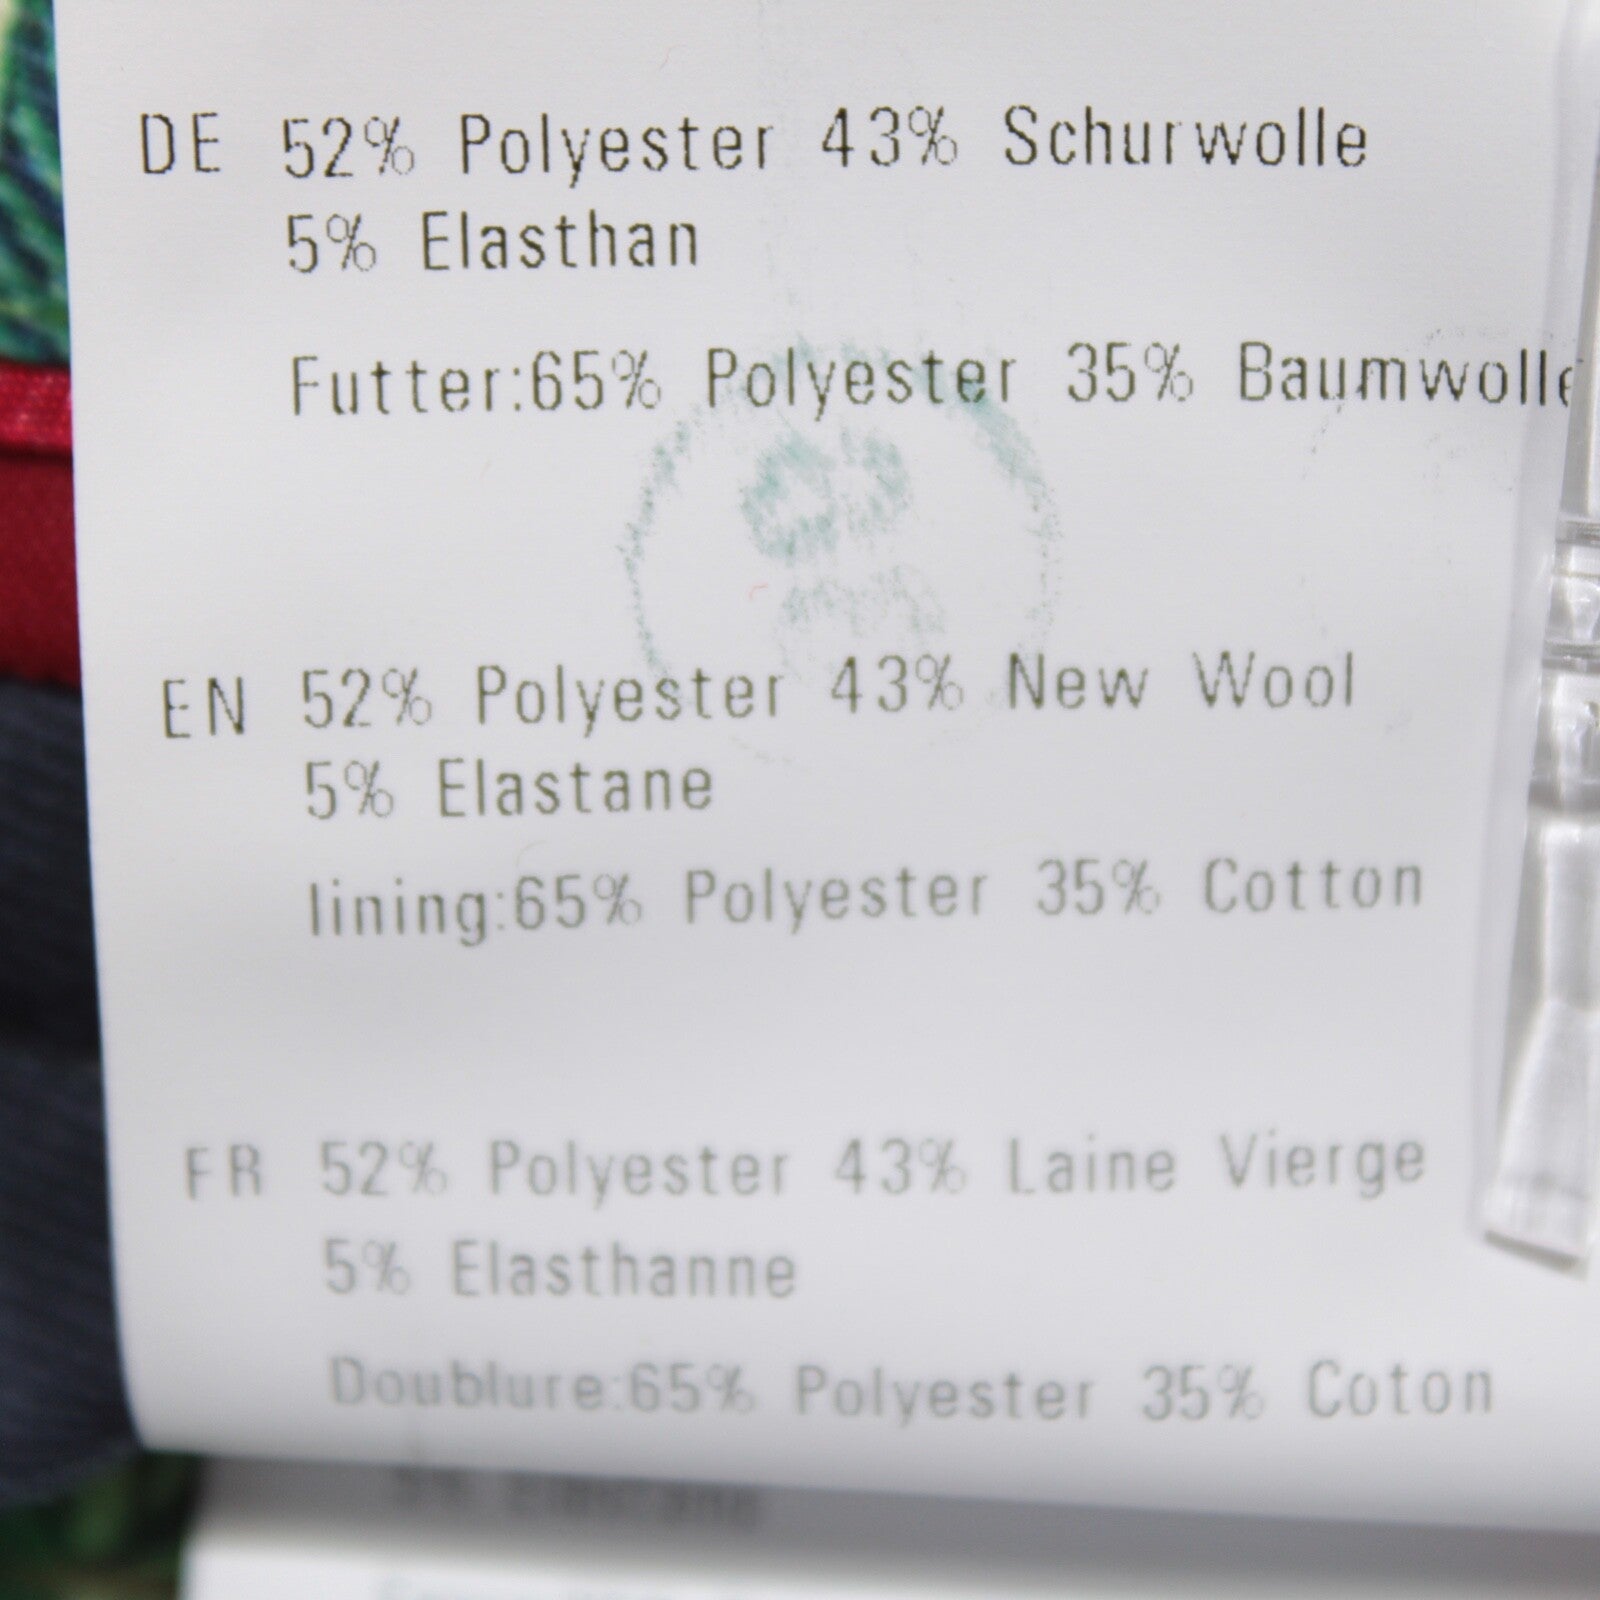 DE 52% Polyester 43% Schurwolle
5% Elasthan
Futter:65% Polyester 35% Baumwolle
EN 52% Polyester 43% New Wool
5% Elastane
lining:65% Polyester 35% Cotton
FR 52% Polyester 43% Laine Vierge
5% Elasthanne
Doublure:65% Polyester 35% Coton